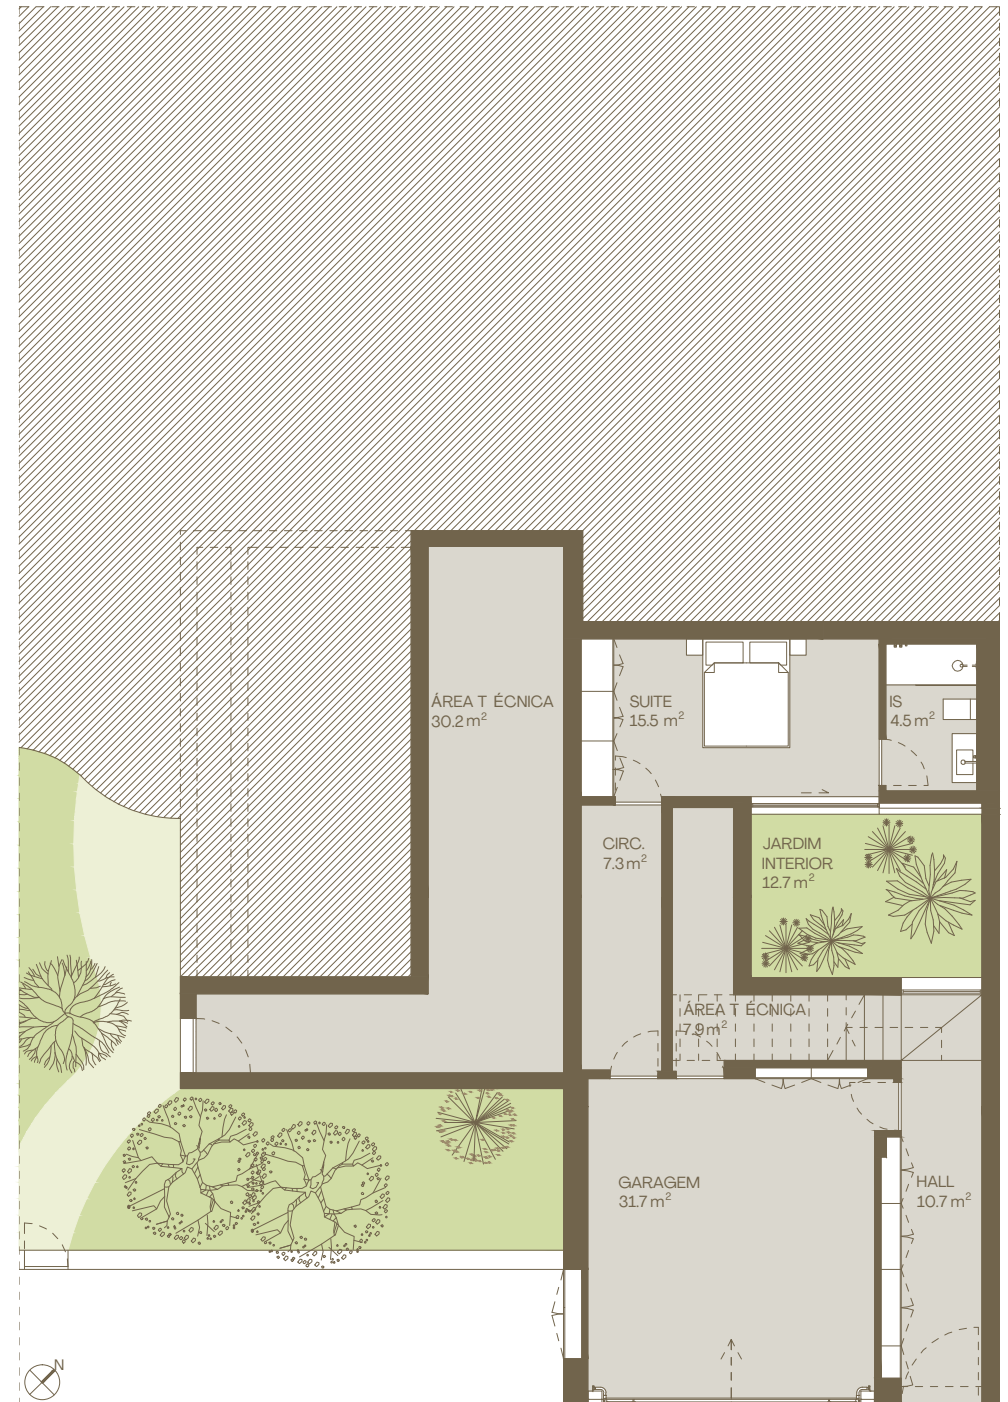 ÁREA T ÉCNICA
30.2 m²
SUITE
15.5 m²
IS
4.5 m²
CIRC.
7.3 m²
JARDIM
INTERIOR
12.7 m²
ÁREA T ÉCNICA
7.9 m²
GARAGEM
31.7 m²
HALL
10.7 m²
N